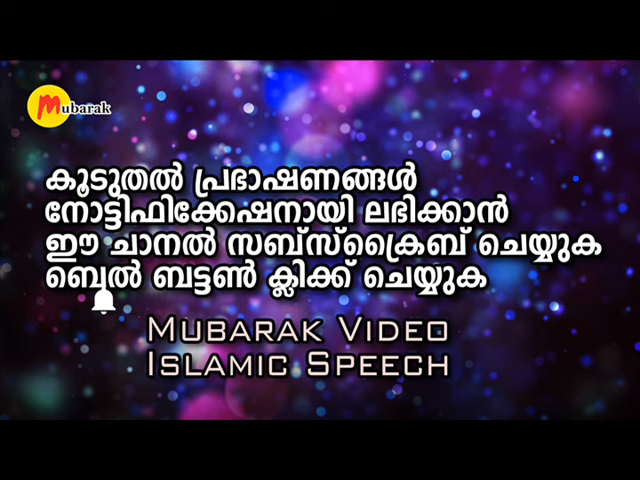 Mubarak
കൂടുതൽ പ്രഭാഷണങ്ങൾ
നോട്ടിഫിക്കേഷനായി ലഭിക്കാൻ
ഈ ചാനൽ സബ്സ്ക്രൈബ് ചെയ്യുക
ബെൽ ബട്ടൺ ക്ലിക്ക് ചെയ്യുക
MUBARAK VIDEO
ISLAMIC SPEECH